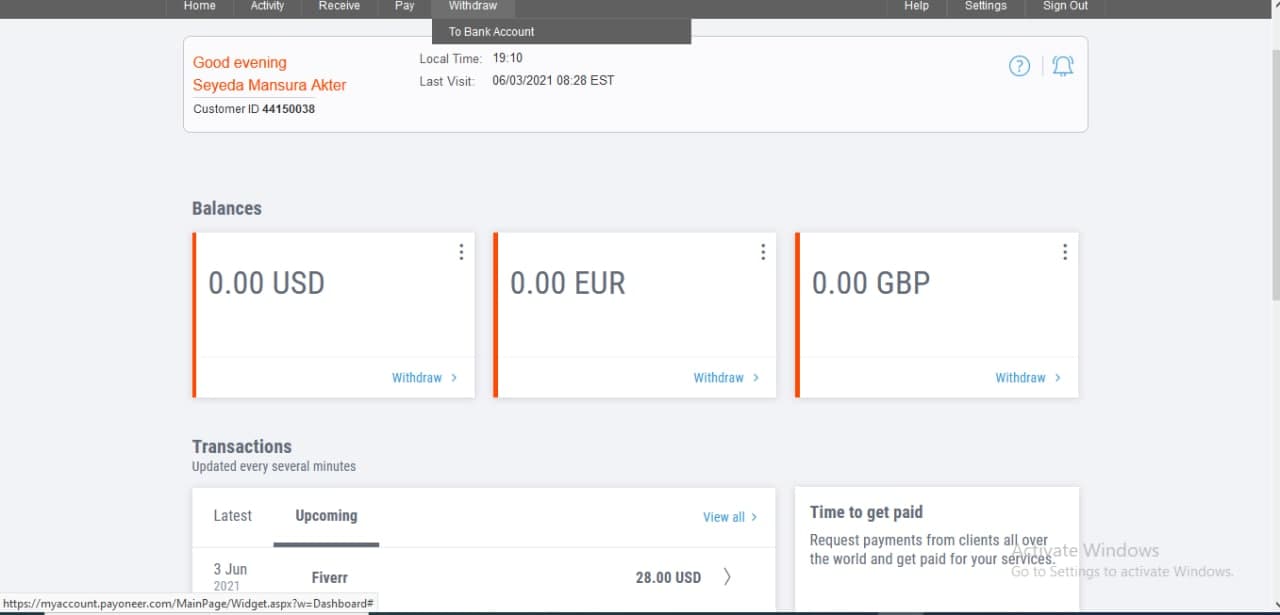 Home Activity Receive Pay Withdraw Help Settings Sign Out
To Bank Account
Good evening
Seyeda Mansura Akter
Customer ID 44150038
Local Time: 19:10
Last Visit: 06/03/2021 08:28 EST
?
Balances
0.00 USD
Withdraw >
0.00 EUR
Withdraw >
0.00 GBP
Withdraw >
Transactions
Updated every several minutes
Latest Upcoming View all >
3 Jun
2021
Fiverr 28.00 USD >
Time to get paid
Request payments from clients all over
the world and get paid for your services.
Activate Windows
Go to Settings to activate Windows.
https://myaccount.payoneer.com/MainPage/Widget.aspx?w=Dashboard#